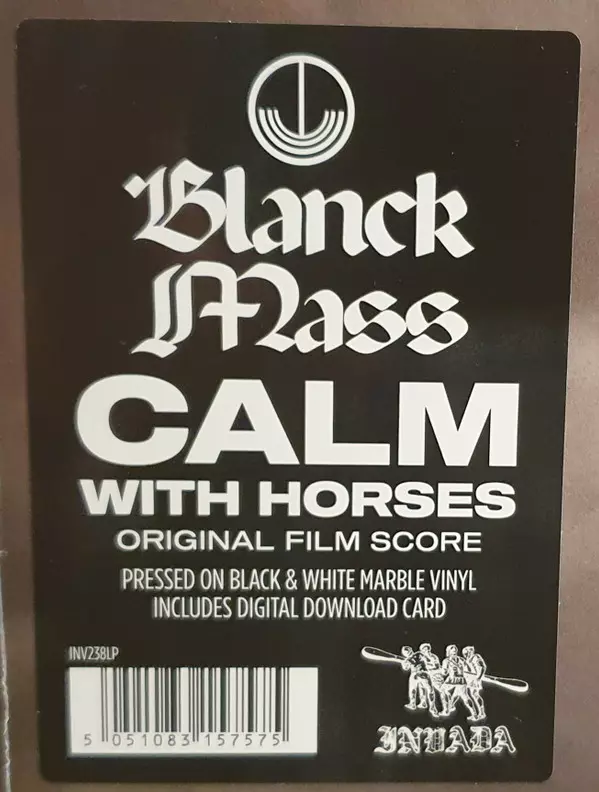 Blanck
Mass
CALM
WITH HORSES
ORIGINAL FILM SCORE
PRESSED ON BLACK & WHITE MARBLE VINYL
INCLUDES DIGITAL DOWNLOAD CARD
INV238LP
5 051083 157575
INVADA